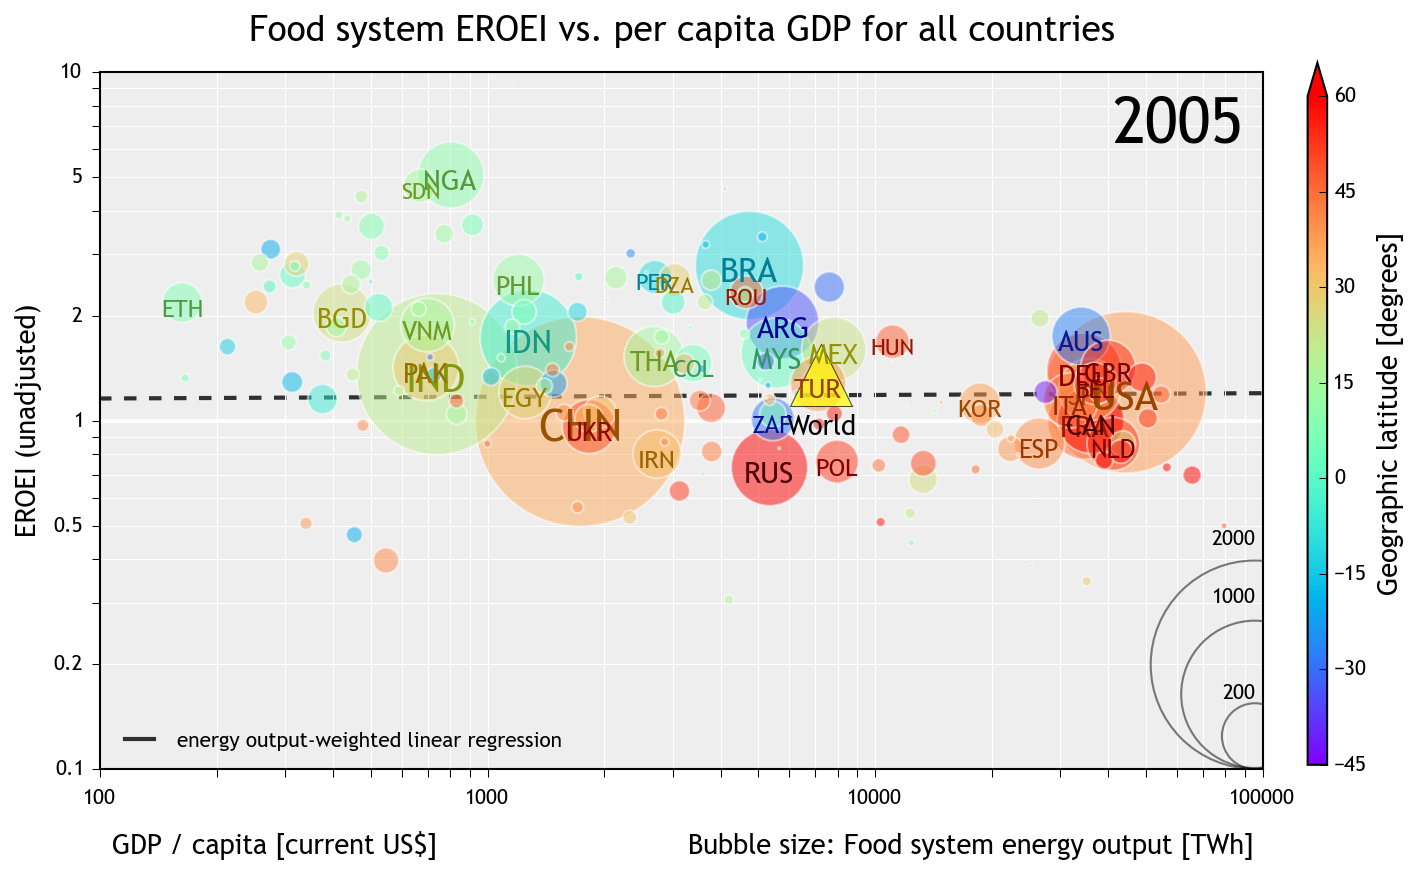 Food system EROEI vs. per capita GDP for all countries
2005
EROEI (unadjusted)
10
5
2
1
0.5
0.2
0.1
100
1000
10000
100000
GDP / capita [current US$]
Bubble size: Food system energy output [TWh]
energy output-weighted linear regression
2000
1000
200
Geographic latitude [degrees]
60
45
30
15
0
−15
−30
−45
SDN
NGA
ETH
BGD
VNM
PAK
IND
PHL
IDN
EGY
CHN
UKR
IRN
THA
COL
PER
DZA
BRA
ROU
ARG
MYS
MEX
TUR
World
ZAF
RUS
POL
HUN
KOR
ESP
AUS
GBR
BEL
USA
CAN
NLD